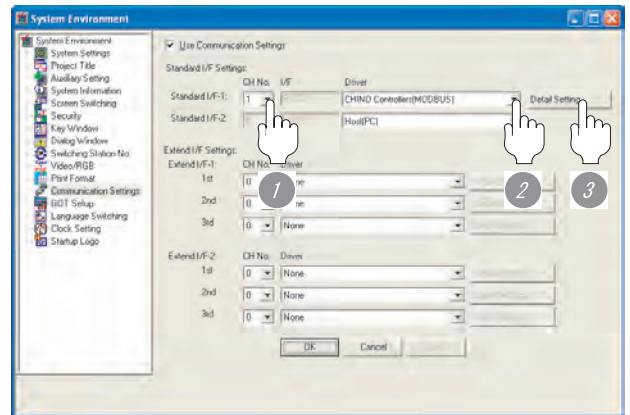 System Environment
System Environment
System Settings
Project Title
Auxiliary Setting
System Information
Screen Switching
Security
Key Window
Dialog Window
Switching Station No
Video/RGB
Print Format
Communication Settings
GOT Setup
Language Switching
Clock Setting
Startup Logo
Use Communication Settings
Standard I/F Settings:
CH No. I/F Driver
Standard I/F-1: 1 CHINO Controllers(MODBUS) Detail Setting
Standard I/F-2 Host(PC)
Extend I/F Settings:
Extend I/F-1: CH No. Driver
1st 0
2nd 0
3rd 0 None
1 2 3
Extend I/F-2: CH No. Driver
1st 0 None
2nd 0 None
3rd 0 None
OK Cancel